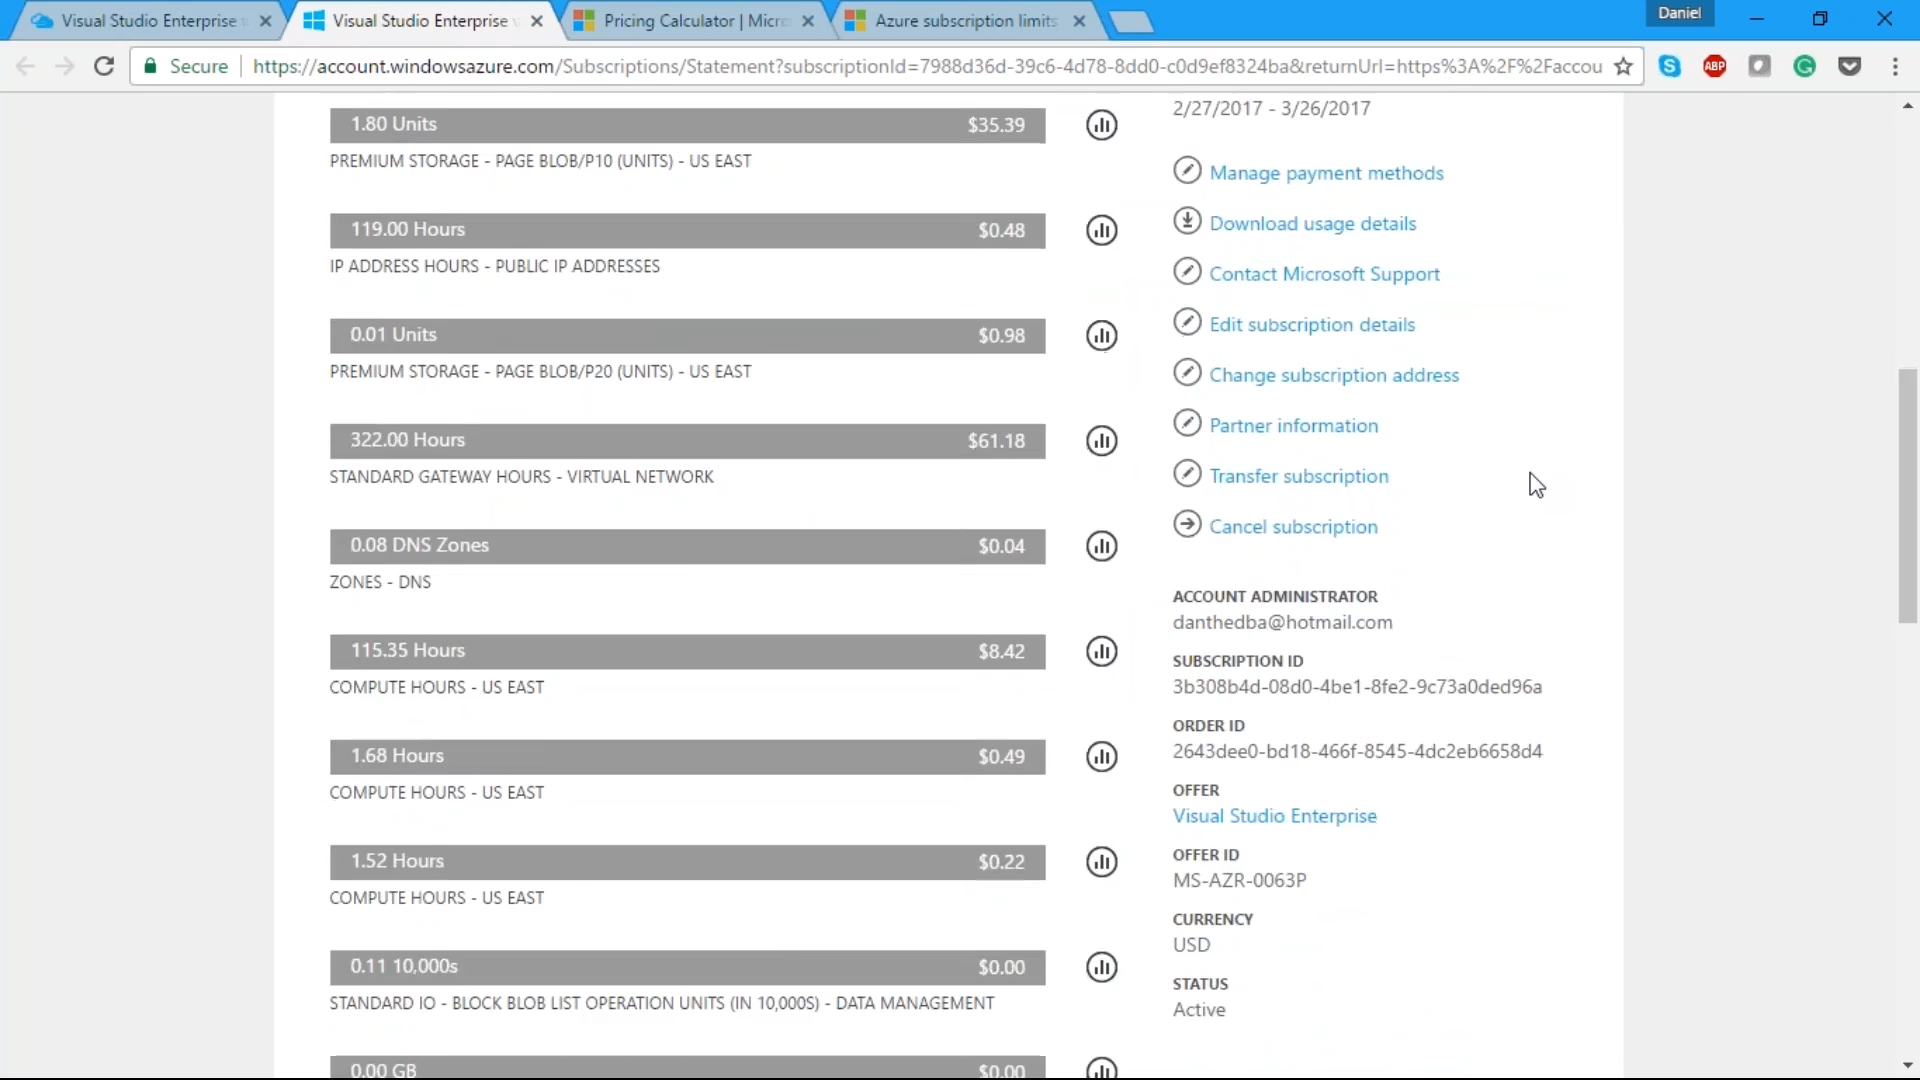 Visual Studio Enterprise
Visual Studio Enterprise
Pricing Calculator | Micr
Azure subscription limits
Daniel
Secure
https://account.windowsazure.com/Subscriptions/Statement?subscriptionId=7988d36d-39c6-4d78-8dd0-c0d9ef8324ba&returnUrl=https%3A%2F%2Faccou
ABP
1.80 Units $35.39
PREMIUM STORAGE - PAGE BLOB/P10 (UNITS) - US EAST
119.00 Hours $0.48
IP ADDRESS HOURS - PUBLIC IP ADDRESSES
0.01 Units $0.98
PREMIUM STORAGE - PAGE BLOB/P20 (UNITS) - US EAST
322.00 Hours $61.18
STANDARD GATEWAY HOURS - VIRTUAL NETWORK
0.08 DNS Zones $0.04
ZONES - DNS
115.35 Hours $8.42
COMPUTE HOURS - US EAST
1.68 Hours $0.49
COMPUTE HOURS - US EAST
1.52 Hours $0.22
COMPUTE HOURS - US EAST
0.11 10,000s $0.00
STANDARD IO - BLOCK BLOB LIST OPERATION UNITS (IN 10,000S) - DATA MANAGEMENT
0.00 GB $0.00
2/27/2017 - 3/26/2017
Manage payment methods
Download usage details
Contact Microsoft Support
Edit subscription details
Change subscription address
Partner information
Transfer subscription
Cancel subscription
ACCOUNT ADMINISTRATOR
danthedba@hotmail.com
SUBSCRIPTION ID
3b308b4d-08d0-4be1-8fe2-9c73a0ded96a
ORDER ID
2643dee0-bd18-466f-8545-4dc2eb6658d4
OFFER
Visual Studio Enterprise
OFFER ID
MS-AZR-0063P
CURRENCY
USD
STATUS
Active